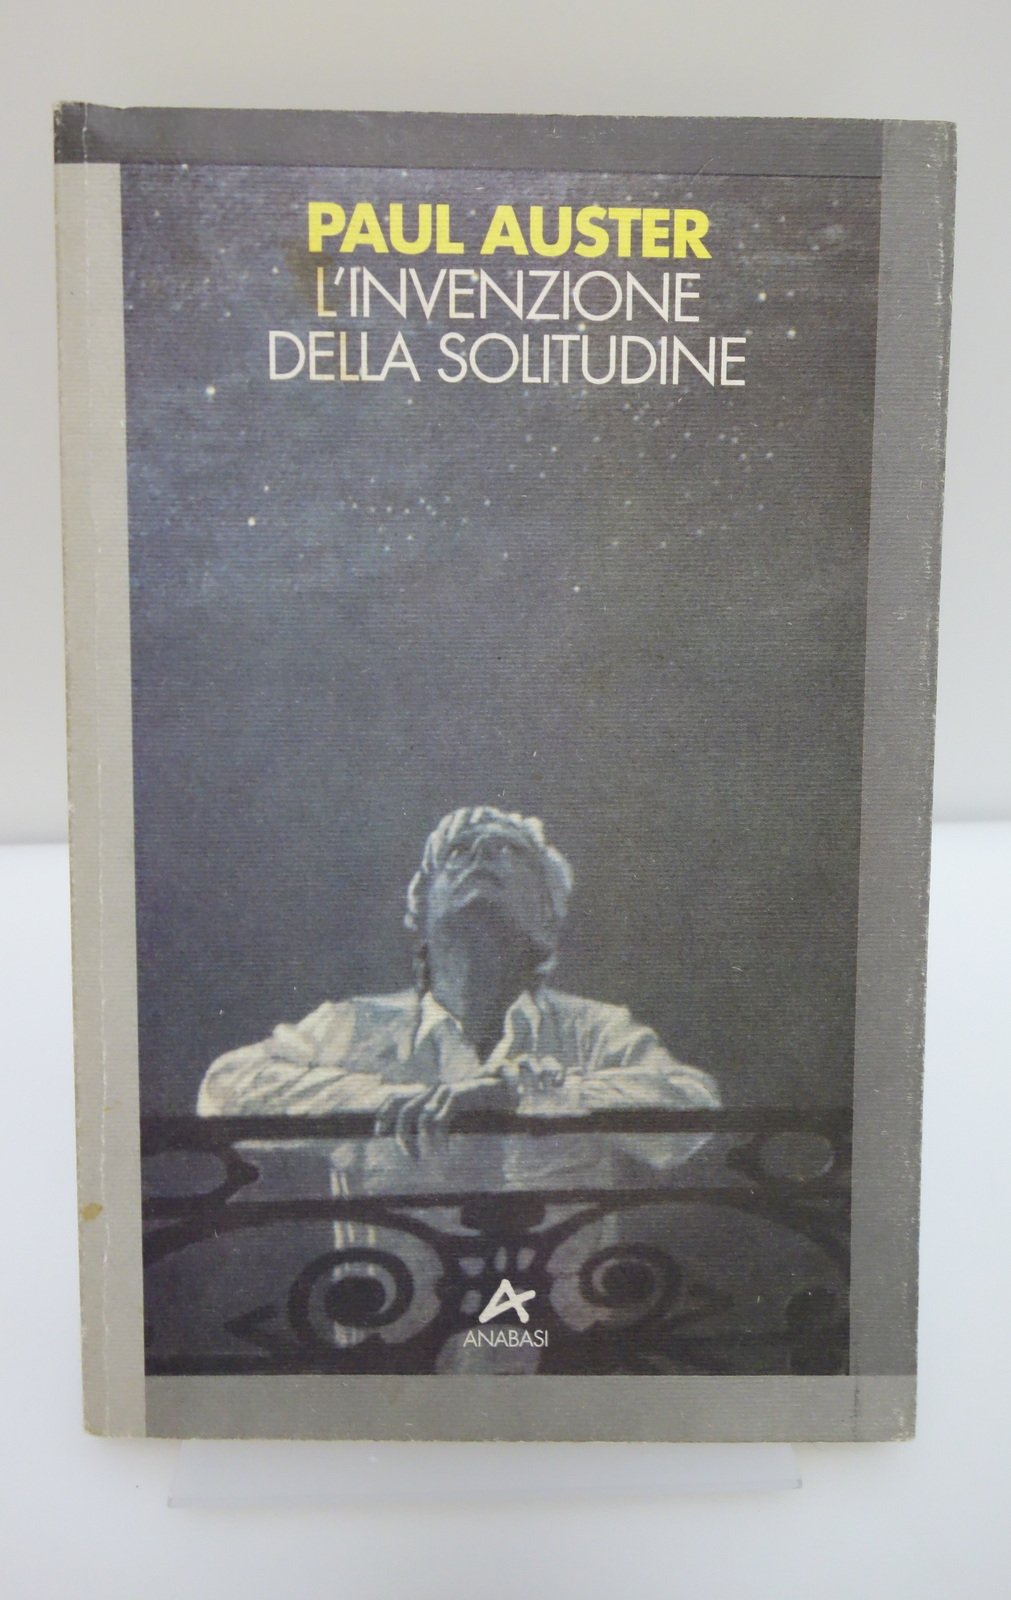 PAUL AUSTER
L'INVENZIONE
DELLA SOLITUDINE
ANABASI